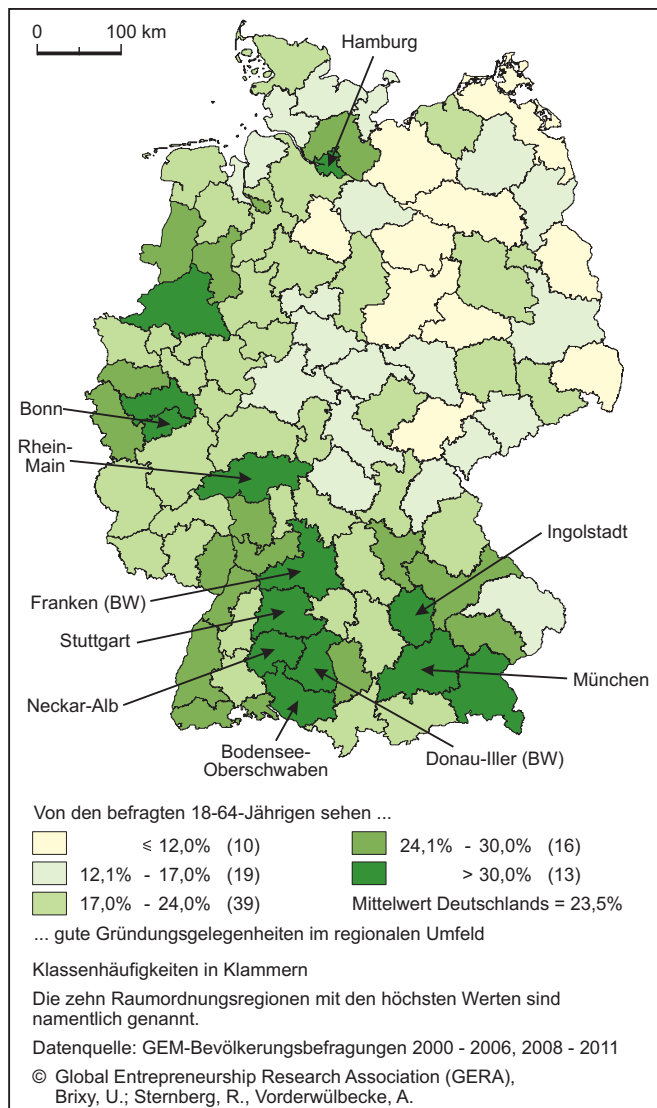 0 100 km
Hamburg
Bonn
Rhein-
Main
Ingolstadt
Franken (BW)
Stuttgart
München
Neckar-Alb
Bodensee-
Oberschwaben
Donau-Iller (BW)
Von den befragten 18-64-Jährigen sehen ...
≤ 12,0% (10)
24,1% - 30,0% (16)
12,1% - 17,0% (19)
> 30,0% (13)
17,0% - 24,0% (39)
Mittelwert Deutschlands = 23,5%
... gute Gründungsgelegenheiten im regionalen Umfeld
Klassenhäufigkeiten in Klammern
Die zehn Raumordnungsregionen mit den höchsten Werten sind
namentlich genannt.
Datenquelle: GEM-Bevölkerungsbefragungen 2000 - 2006, 2008 - 2011
© Global Entrepreneurship Research Association (GERA),
Brixy, U.; Sternberg, R., Vorderwülbecke, A.